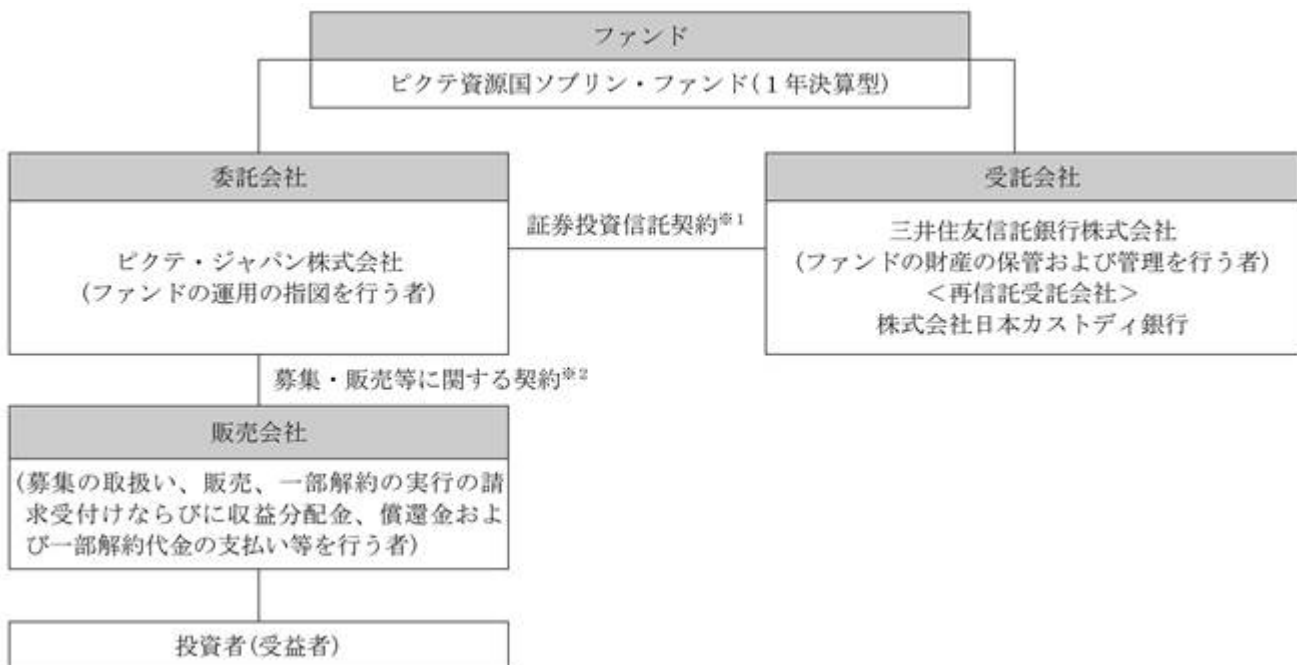 ファンド
ピクテ資源国ソブリン・ファンド(１年決算型)
委託会社
ピクテ・ジャパン株式会社
(ファンドの運用の指図を行う者)
証券投資信託契約※1
受託会社
三井住友信託銀行株式会社
(ファンドの財産の保管および管理を行う者)
＜再信託受託会社＞
株式会社日本カストディ銀行
募集・販売等に関する契約※2
販売会社
(募集の取扱い、販売、一部解約の実行の請
求受付けならびに収益分配金、償還金およ
び一部解約代金の支払い等を行う者)
投資者(受益者)